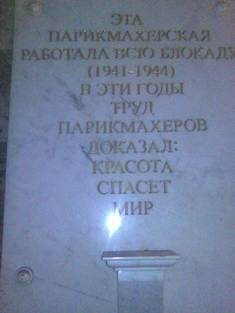 ЭТА
ПАРИКМАХЕРСКАЯ
РАБОТАЛА ВСЮ БЛОКАДУ
(1941-1944)
В ЭТИ ГОДЫ
ТРУД
ПАРИКМАХЕРОВ
ДОКАЗАЛ:
КРАСОТА
СПАСЕТ
МИР